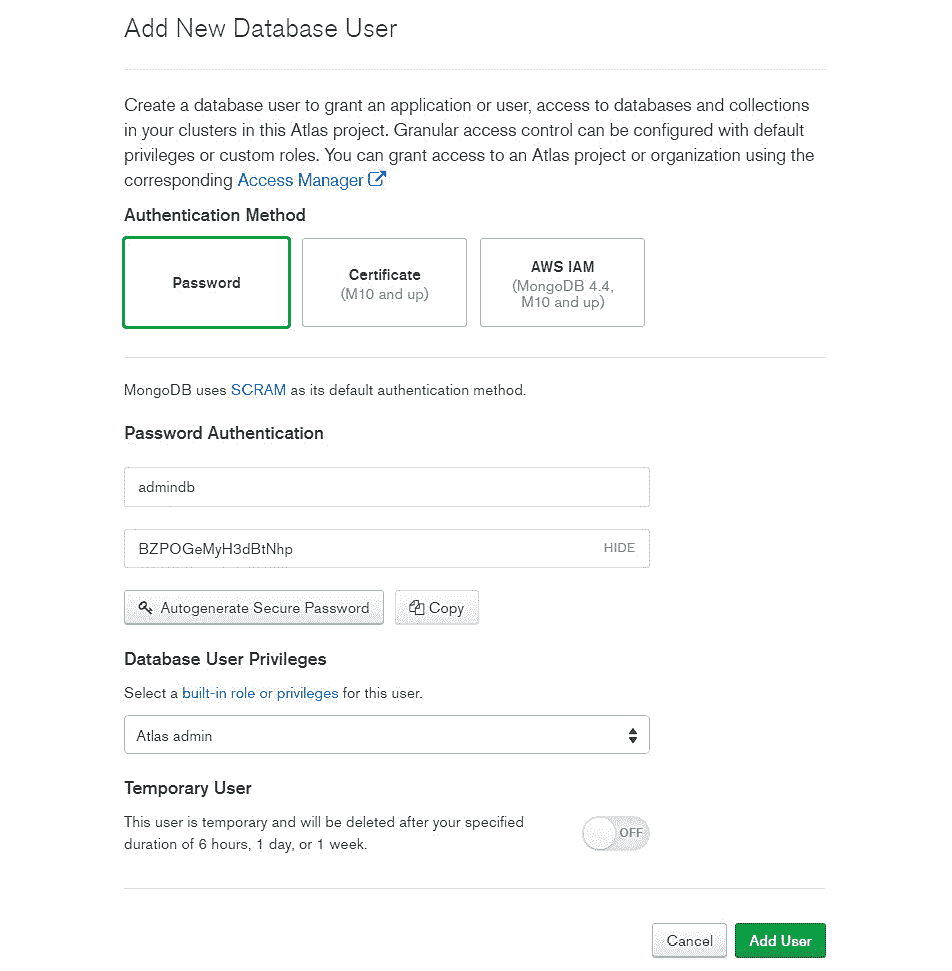 Add New Database User
Create a database user to grant an application or user, access to databases and collections
in your clusters in this Atlas project. Granular access control can be configured with default
privileges or custom roles. You can grant access to an Atlas project or organization using the
corresponding Access Manager
Authentication Method
Password
Certificate
(M10 and up)
AWS IAM
(MongoDB 4.4,
M10 and up)
MongoDB uses SCRAM as its default authentication method.
Password Authentication
admindb
BZPOGeMyH3dBtNhp HIDE
Autogenerate Secure Password Copy
Database User Privileges
Select a built-in role or privileges for this user.
Atlas admin
Temporary User
This user is temporary and will be deleted after your specified
duration of 6 hours, 1 day, or 1 week.
OFF
Cancel Add User